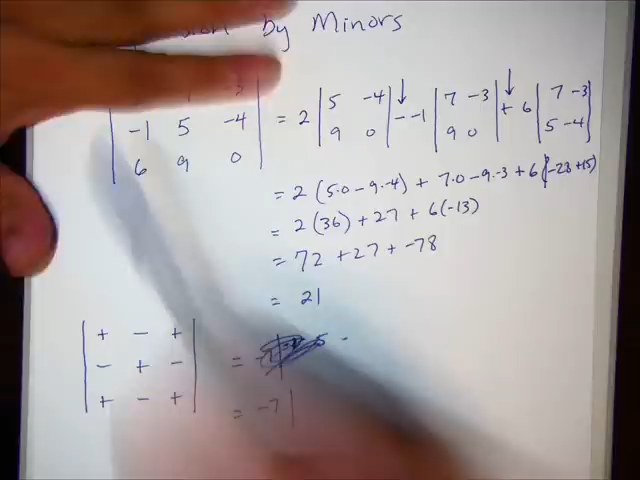 by Minors
-1 5 -4 = 2 | 5 -4 | - -1 | 7 -3 | + 6 | 7 -3 |
6 9 0 | 9 0 | | 9 0 | | 5 -4 |
= 2 (5·0 - 9·-4) + 7·0 - 9·-3 + 6(-28+15)
= 2(36) + 27 + 6(-13)
= 72 + 27 + -78
= 21
+ - +
- + - =
+ - + = -7 |